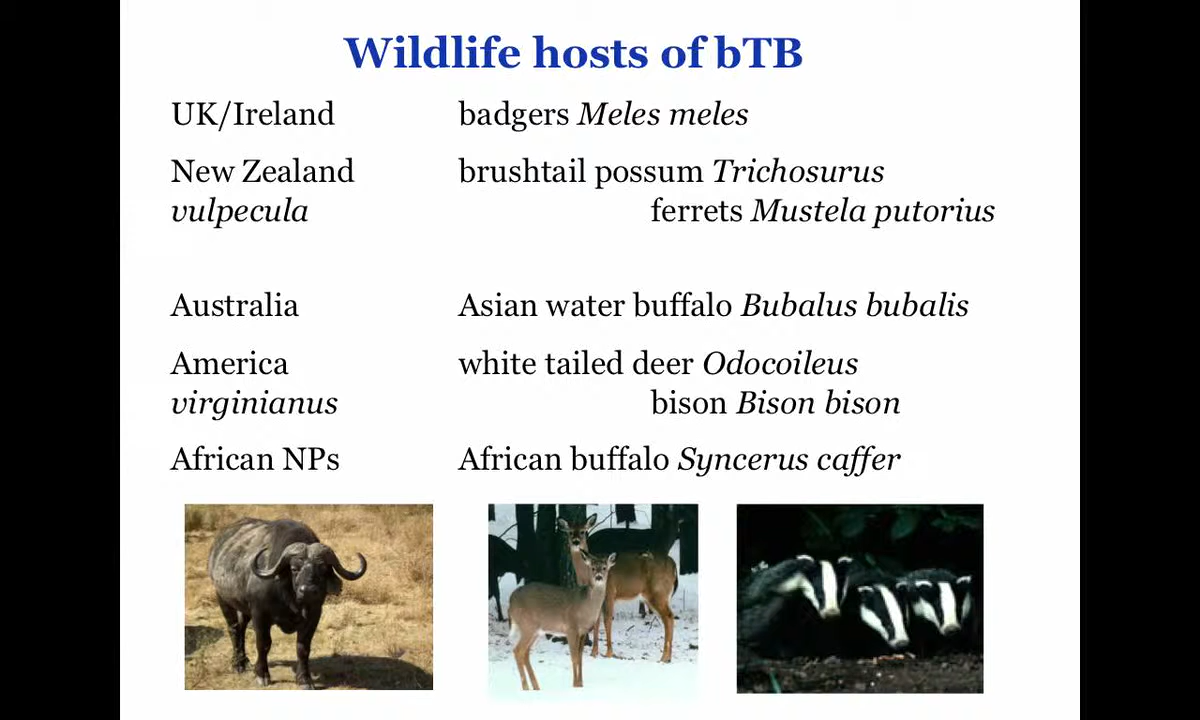 Wildlife hosts of bTB
UK/Ireland badgers Meles meles
New Zealand brushtail possum Trichosurus
vulpecula ferrets Mustela putorius
Australia Asian water buffalo Bubalus bubalis
America white tailed deer Odocoileus
virginianus bison Bison bison
African NPs African buffalo Syncerus caffer